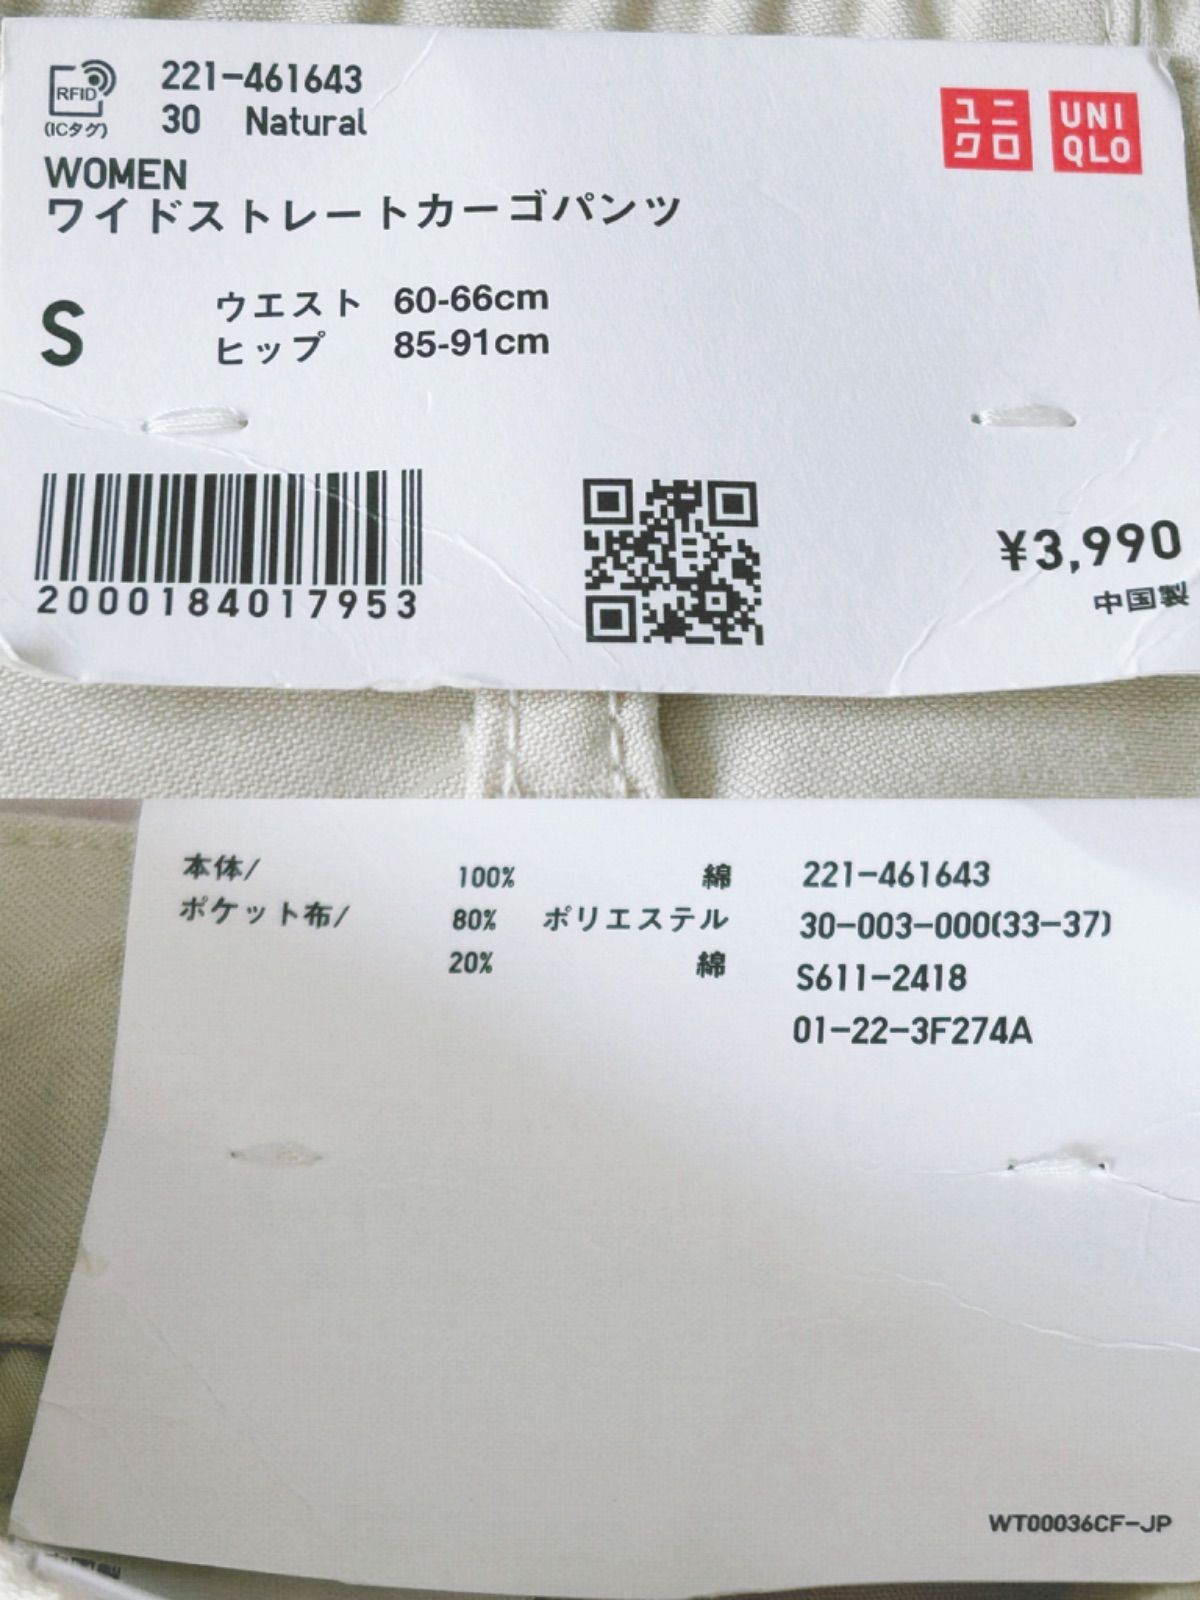 RFID
(ICタグ)
221-461643
30 Natural
ユニクロ
UNIQLO
WOMEN
ワイドストレートカーゴパンツ
S
ウエスト 60-66cm
ヒップ 85-91cm
2000184017953
¥3,990
中国製
本体/ 100% 綿
ポケット布/ 80% ポリエステル
20% 綿
221-461643
30-003-000(33-37)
S611-2418
01-22-3F274A
WT00036CF-JP